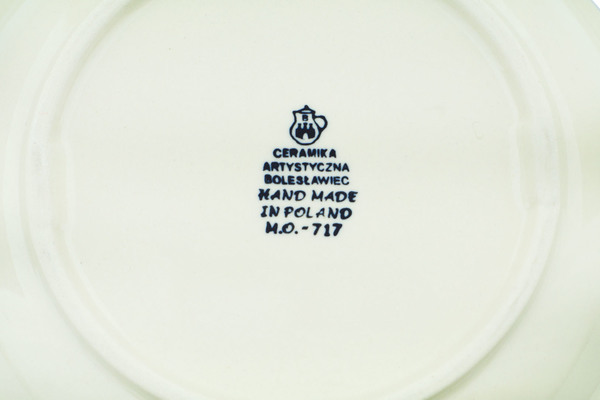 B
CERAMIKA
ARTYSTYCZNA
BOLESŁAWIEC
HAND MADE
IN POLAND
M.O.-717